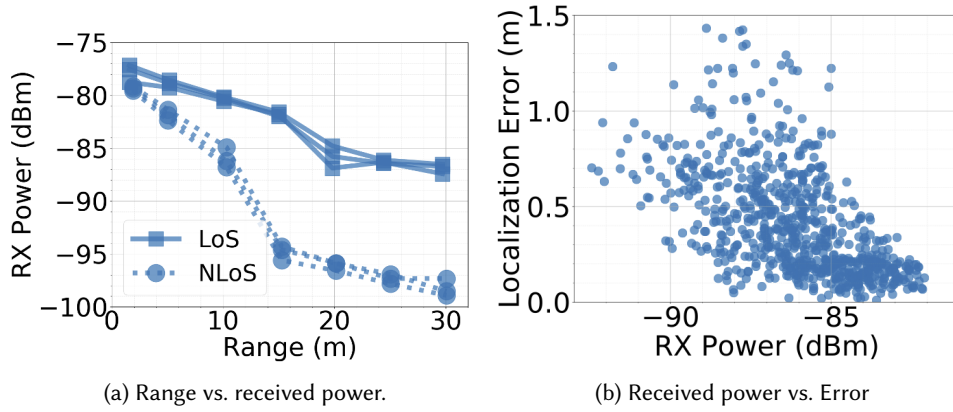 −75
−80
−85
−90
−95
−100
RX Power (dBm)
LoS
NLoS
0
10
20
30
Range (m)
(a) Range vs. received power.
1.5
1.0
0.5
0.0
Localization Error (m)
−90
−85
RX Power (dBm)
(b) Received power vs. Error